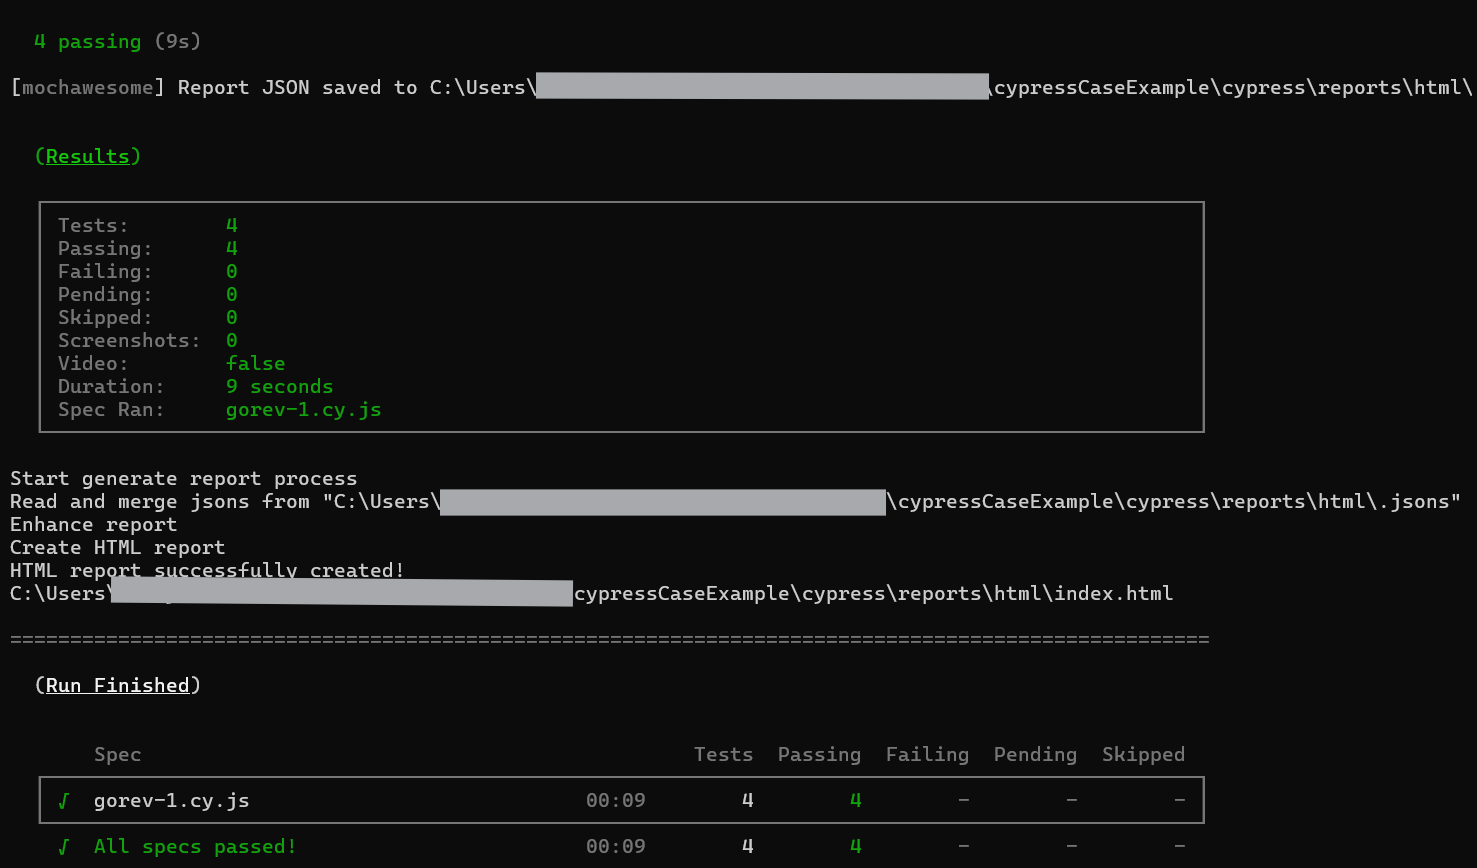 4 passing (9s)
[mochawesome] Report JSON saved to C:\Users\ \cypressCaseExample\cypress\reports\html\
(Results)
Tests: 4
Passing: 4
Failing: 0
Pending: 0
Skipped: 0
Screenshots: 0
Video: false
Duration: 9 seconds
Spec Ran: gorev-1.cy.js
Start generate report process
Read and merge jsons from "C:\Users\ \cypressCaseExample\cypress\reports\html\.jsons"
Enhance report
Create HTML report
HTML report successfully created!
C:\Users\ cypressCaseExample\cypress\reports\html\index.html
====================================================================================================
(Run Finished)
Spec Tests Passing Failing Pending Skipped
√ gorev-1.cy.js 00:09 4 4 - - -
√ All specs passed! 00:09 4 4 - - -